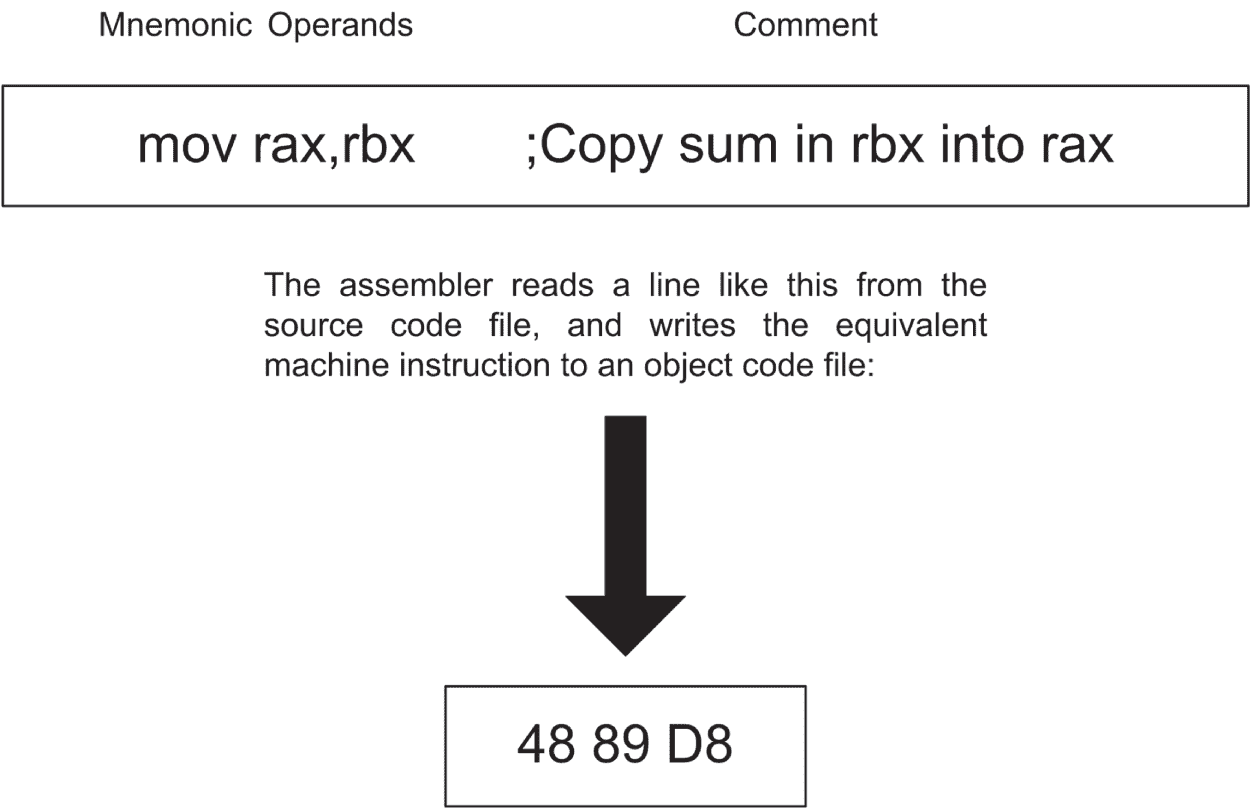 Mnemonic Operands Comment
mov rax,rbx ;Copy sum in rbx into rax
The assembler reads a line like this from the
source code file, and writes the equivalent
machine instruction to an object code file:
48 89 D8